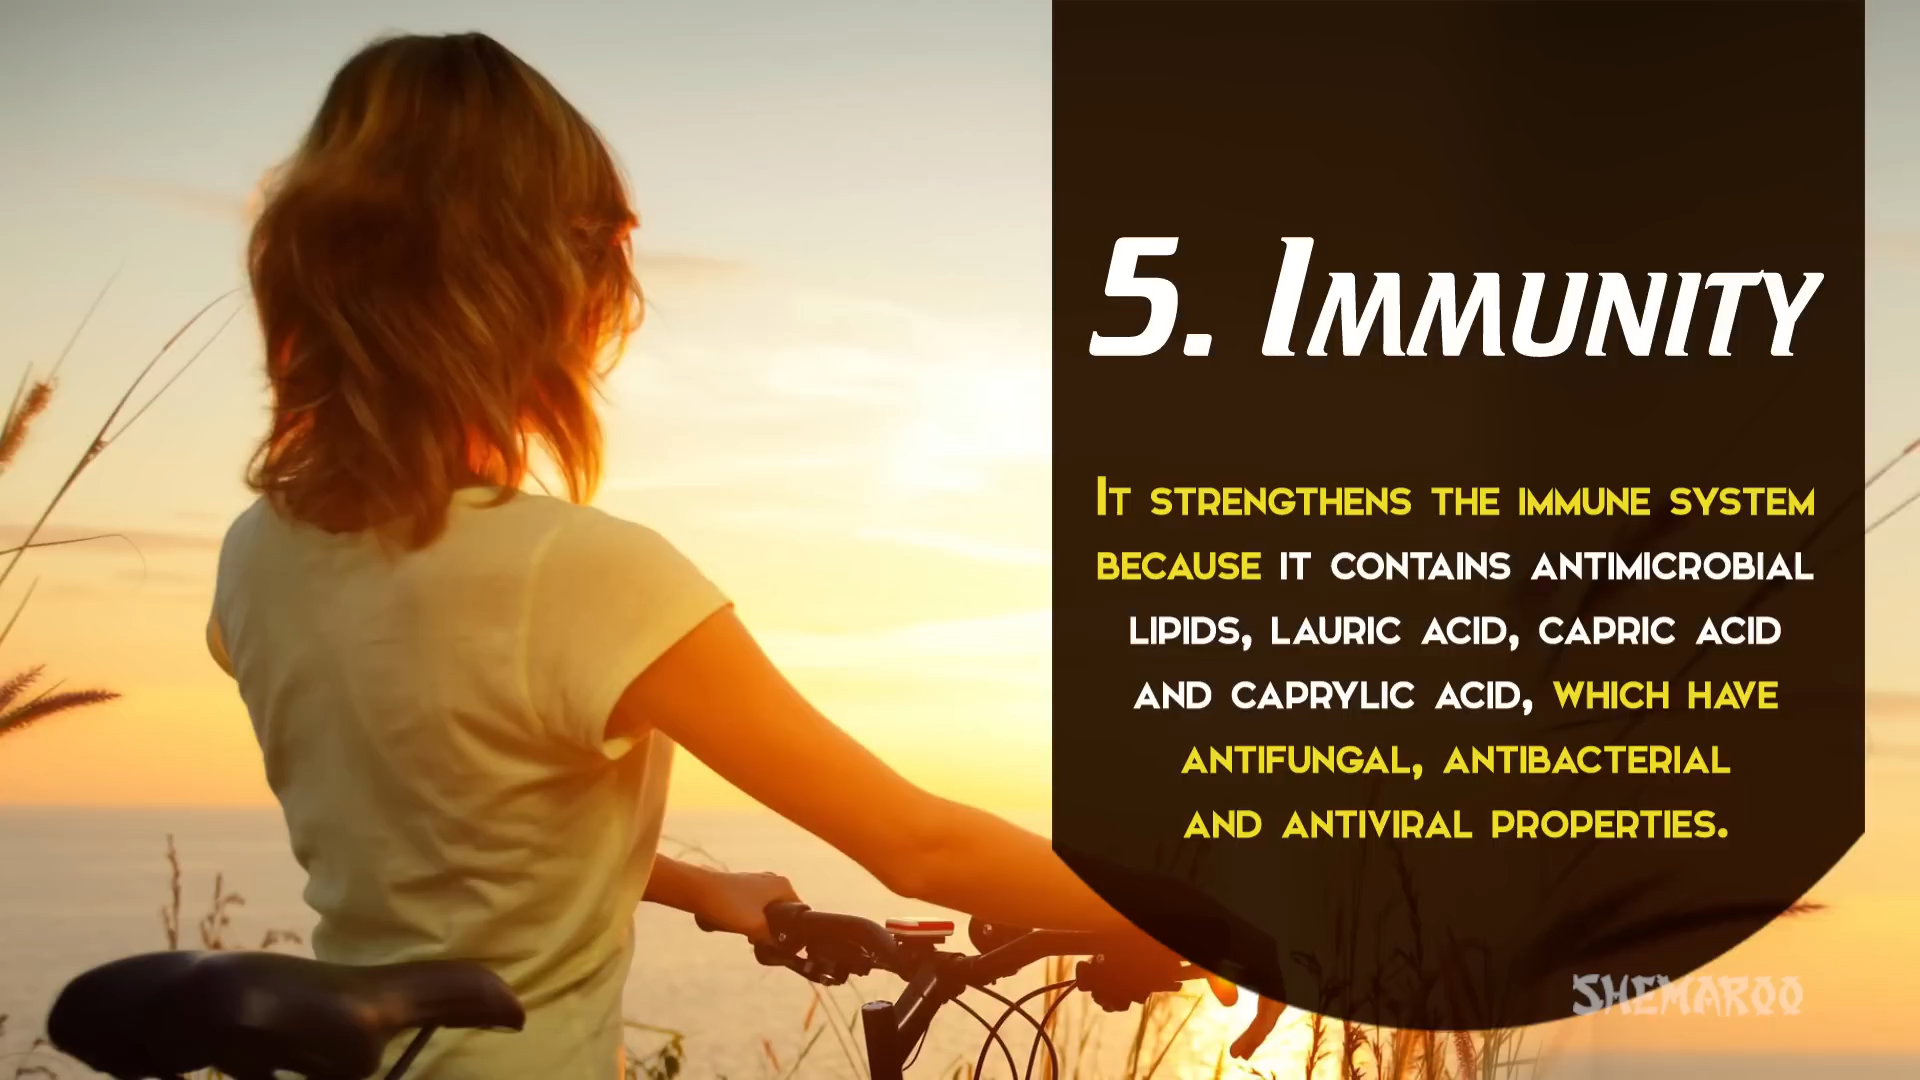 5. Immunity
It strengthens the immune system
because it contains antimicrobial
lipids, lauric acid, capric acid
and caprylic acid, which have
antifungal, antibacterial
and antiviral properties.
SHEMAROO